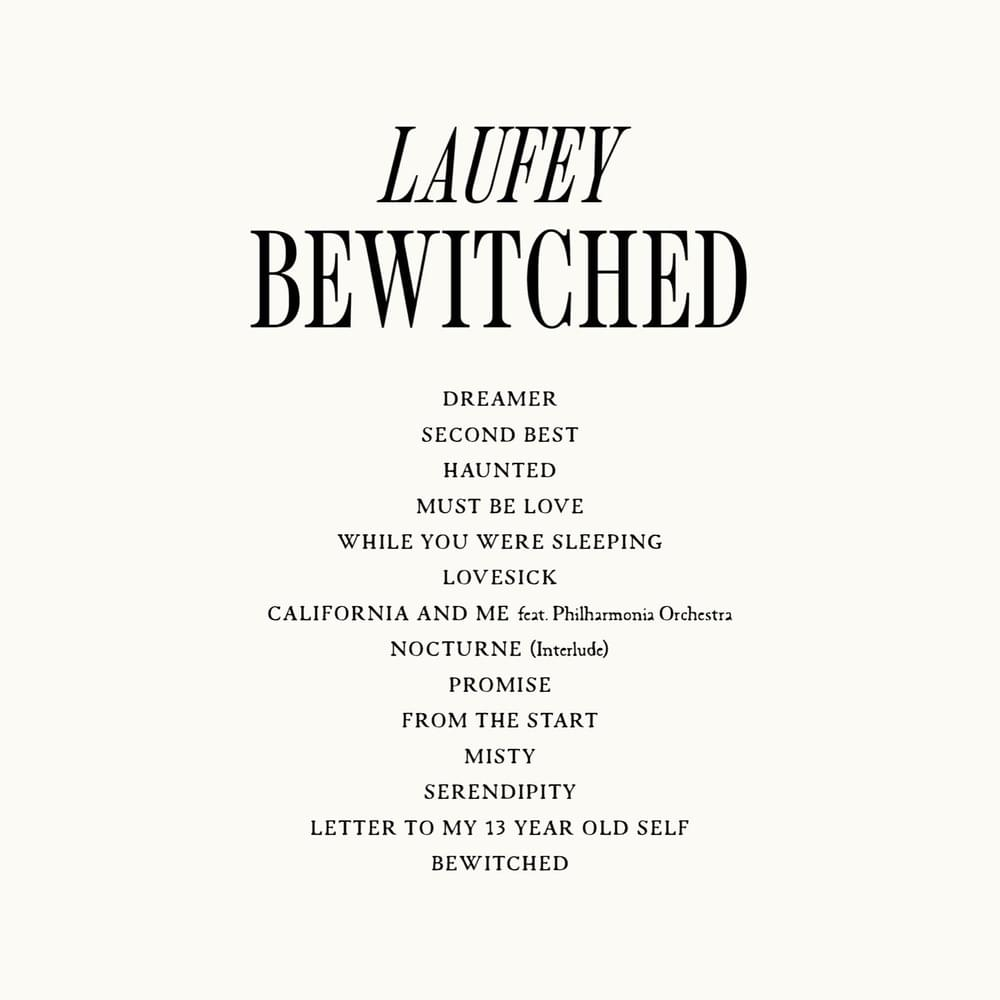 LAUFEY
BEWITCHED
DREAMER
SECOND BEST
HAUNTED
MUST BE LOVE
WHILE YOU WERE SLEEPING
LOVESICK
CALIFORNIA AND ME feat. Philharmonia Orchestra
NOCTURNE (Interlude)
PROMISE
FROM THE START
MISTY
SERENDIPITY
LETTER TO MY 13 YEAR OLD SELF
BEWITCHED